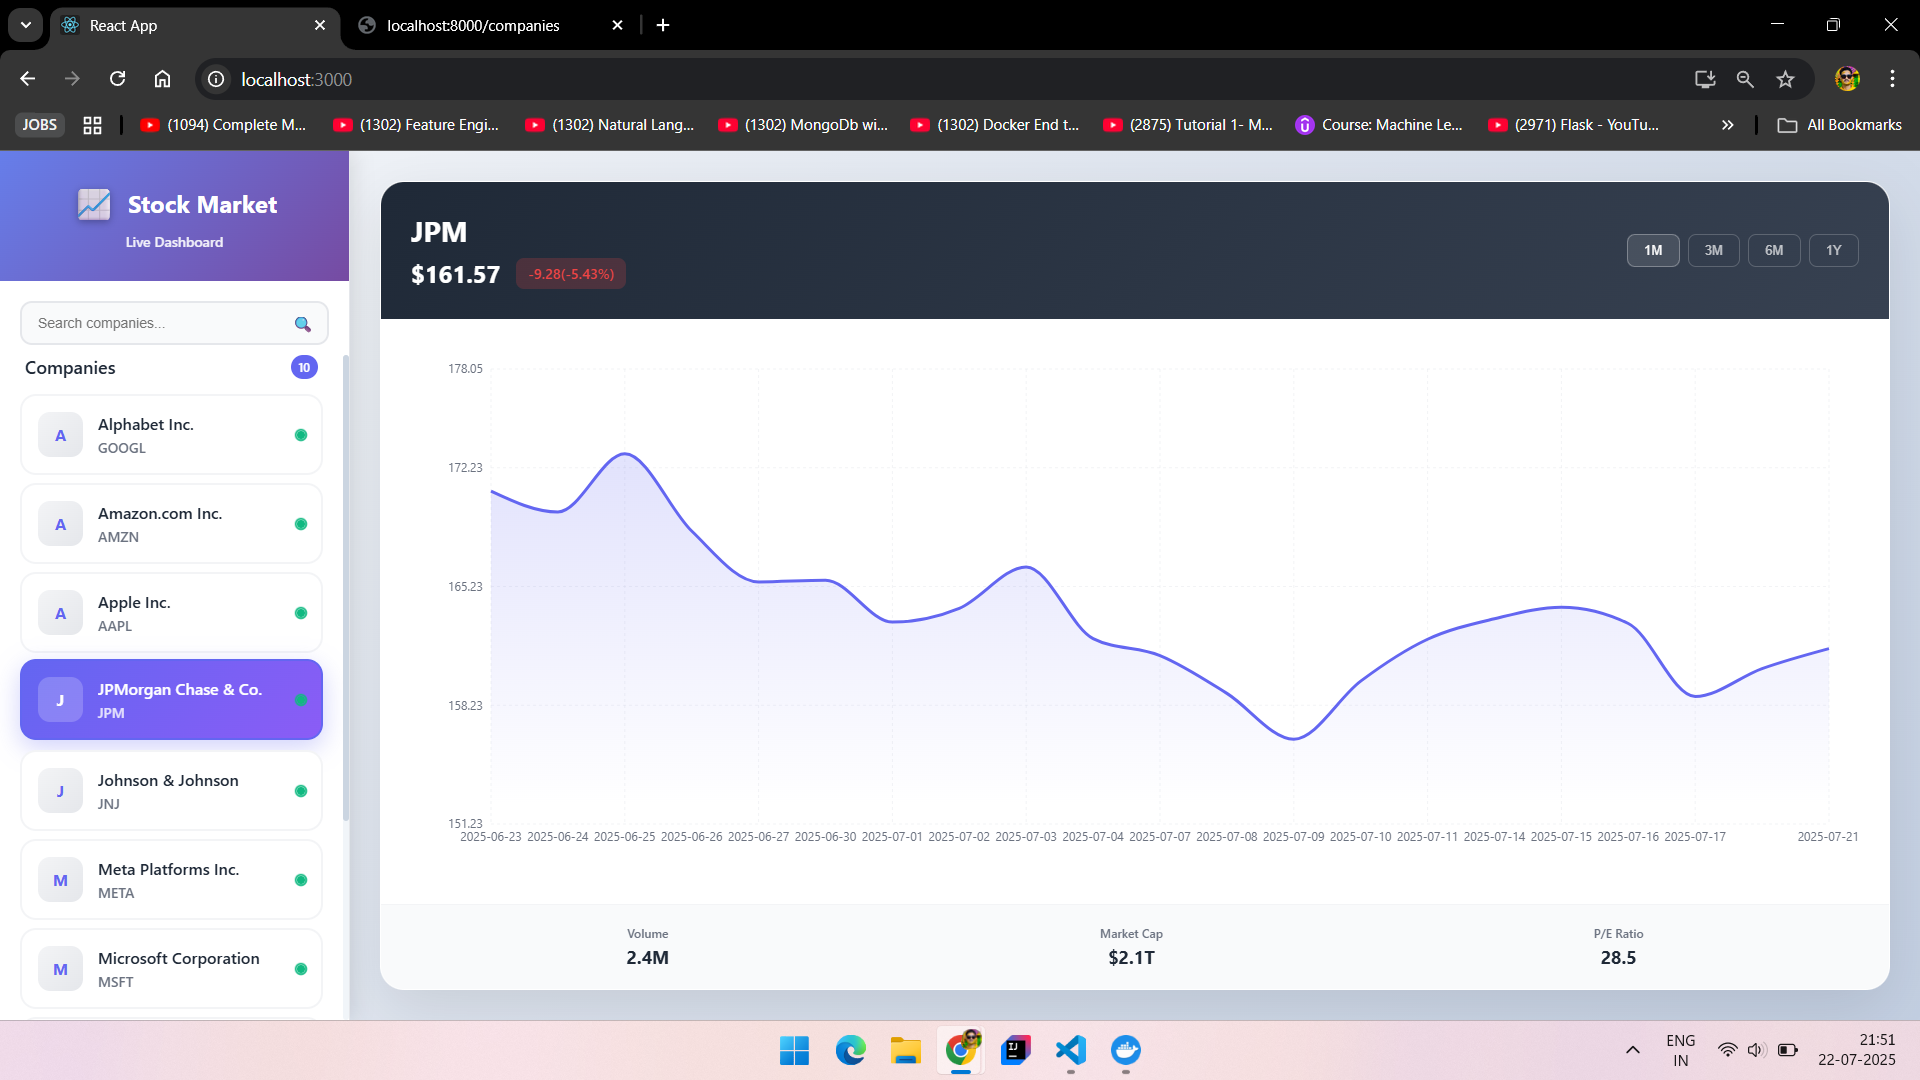 React App
localhost:8000/companies
localhost:3000
JOBS
(1094) Complete M...
(1302) Feature Engi...
(1302) Natural Lang...
(1302) MongoDb wi...
(1302) Docker End t...
(2875) Tutorial 1- M...
Course: Machine Le...
(2971) Flask - YouTu...
All Bookmarks
Stock Market
Live Dashboard
Search companies...
Companies
10
A
Alphabet Inc.
GOOGL
A
Amazon.com Inc.
AMZN
A
Apple Inc.
AAPL
J
JPMorgan Chase & Co.
JPM
J
Johnson & Johnson
JNJ
M
Meta Platforms Inc.
META
M
Microsoft Corporation
MSFT
JPM
$161.57
-9.28(-5.43%)
1M
3M
6M
1Y
178.05
172.23
165.23
158.23
151.23
2025-06-23 2025-06-24 2025-06-25 2025-06-26 2025-06-27 2025-06-30 2025-07-01 2025-07-02 2025-07-03 2025-07-04 2025-07-07 2025-07-08 2025-07-09 2025-07-10 2025-07-11 2025-07-14 2025-07-15 2025-07-16 2025-07-17 2025-07-21
Volume
2.4M
Market Cap
$2.1T
P/E Ratio
28.5
IJ
ENG
IN
21:51
22-07-2025